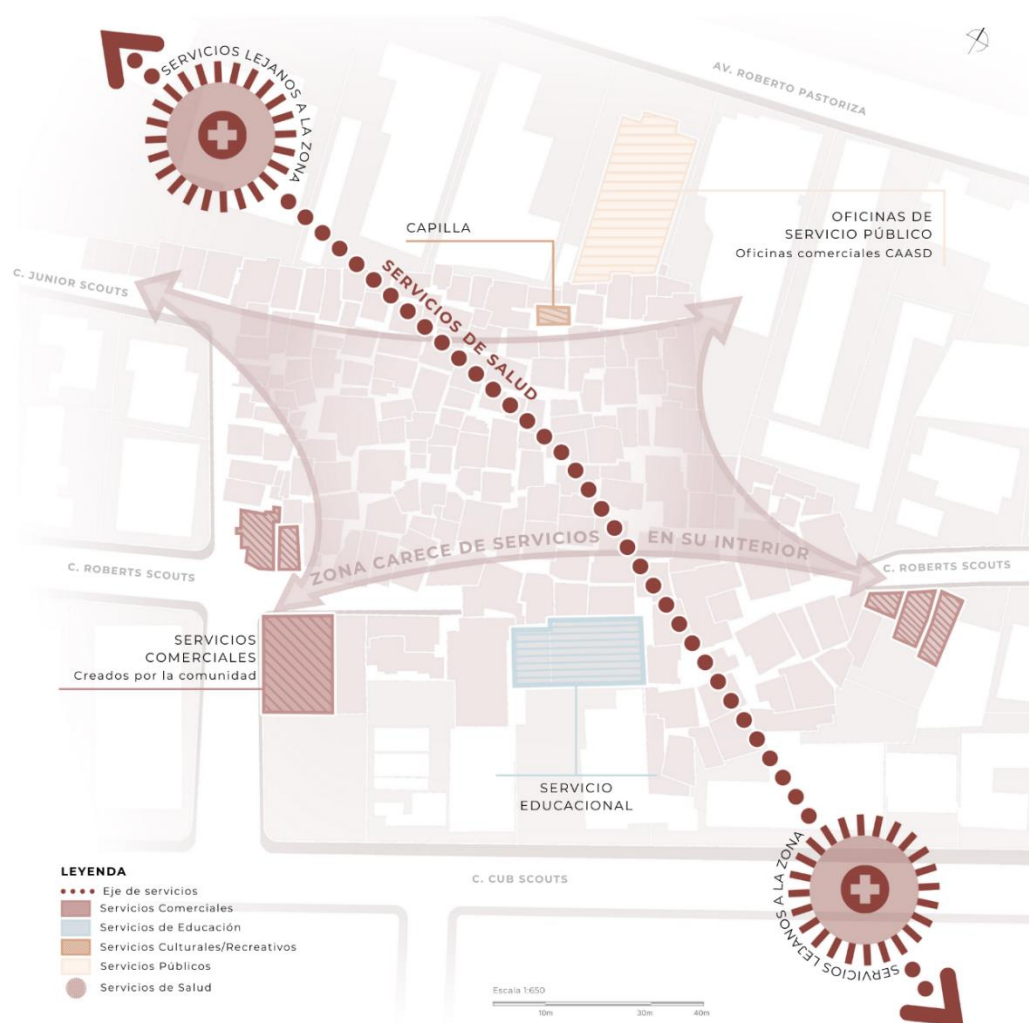 SERVICIOS LEJANOS A LA ZONA
AV. ROBERTO PASTORIZA
CAPILLA
OFICINAS DE
SERVICIO PÚBLICO
Oficinas comerciales CAASD
C. JUNIOR SCOUTS
SERVICIOS DE SALUD
ZONA CARECE DE SERVICIOS EN SU INTERIOR
C. ROBERTS SCOUTS
C. ROBERTS SCOUTS
SERVICIOS
COMERCIALES
Creados por la comunidad
SERVICIO
EDUCACIONAL
SERVICIOS LEJANOS A LA ZONA
C. CUB SCOUTS
LEYENDA
Eje de servicios
Servicios Comerciales
Servicios de Educación
Servicios Culturales/Recreativos
Servicios Públicos
Servicios de Salud
Escala 1:650
10m 30m 40m